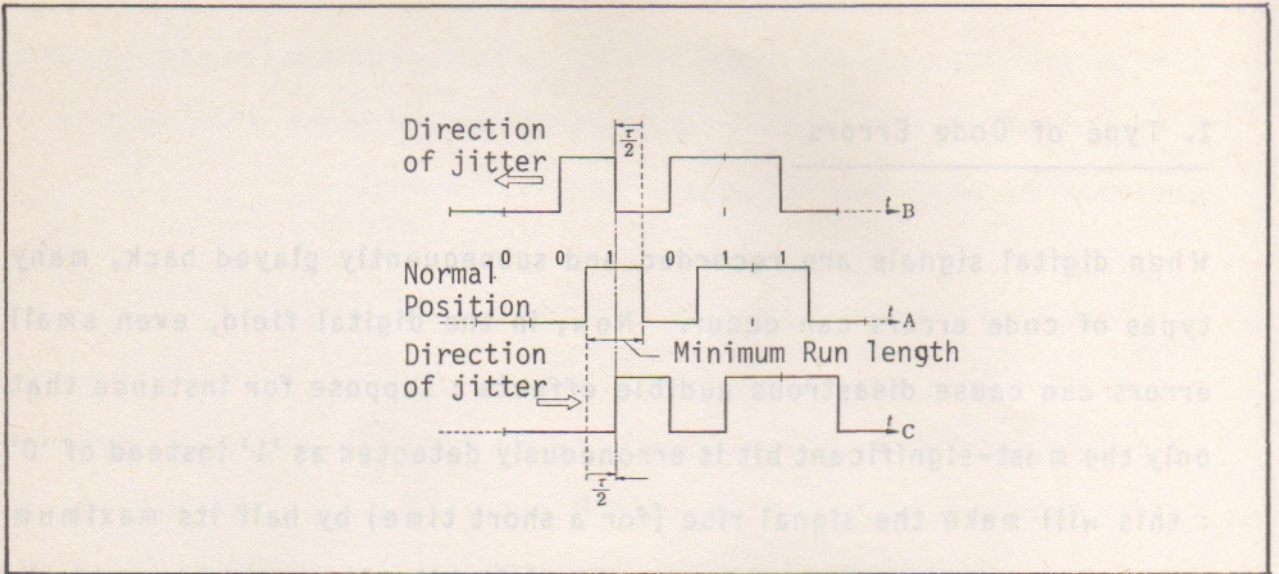 1. Type of Code Errors
When digital signals are recorded and subsequently played back, many
types of code errors can occur. Now, in the digital field, even small
errors can cause disastrous audible effects: suppose for instance that
only the most-significant bit is erroneously detected as '1' instead of '0'
: this will make the signal rise (for a short time) by half its maximum
Direction
of jitter
τ/2
t
B
0 0 1 0
Normal
Position
t
A
Minimum Run length
Direction
of jitter
t
C
τ/2